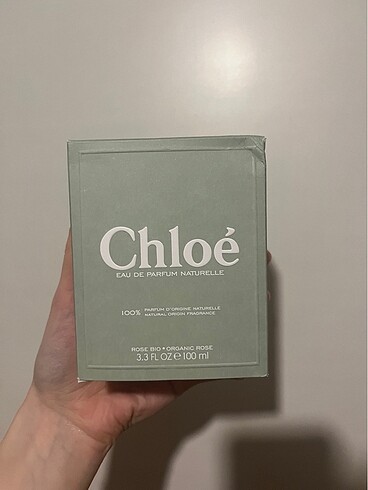 Chloé
EAU DE PARFUM NATURELLE
100% PARFUM D'ORIGINE NATURELLE
NATURAL ORIGIN FRAGRANCE
ROSE BIO • ORGANIC ROSE
3.3 FL OZ ℮ 100 ml